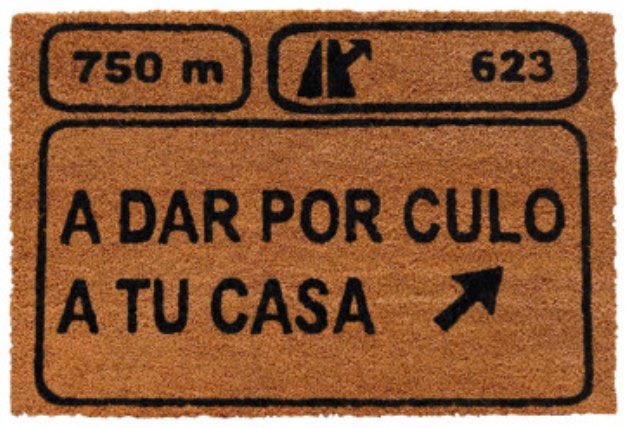 750 m
623
A DAR POR CULO
A TU CASA